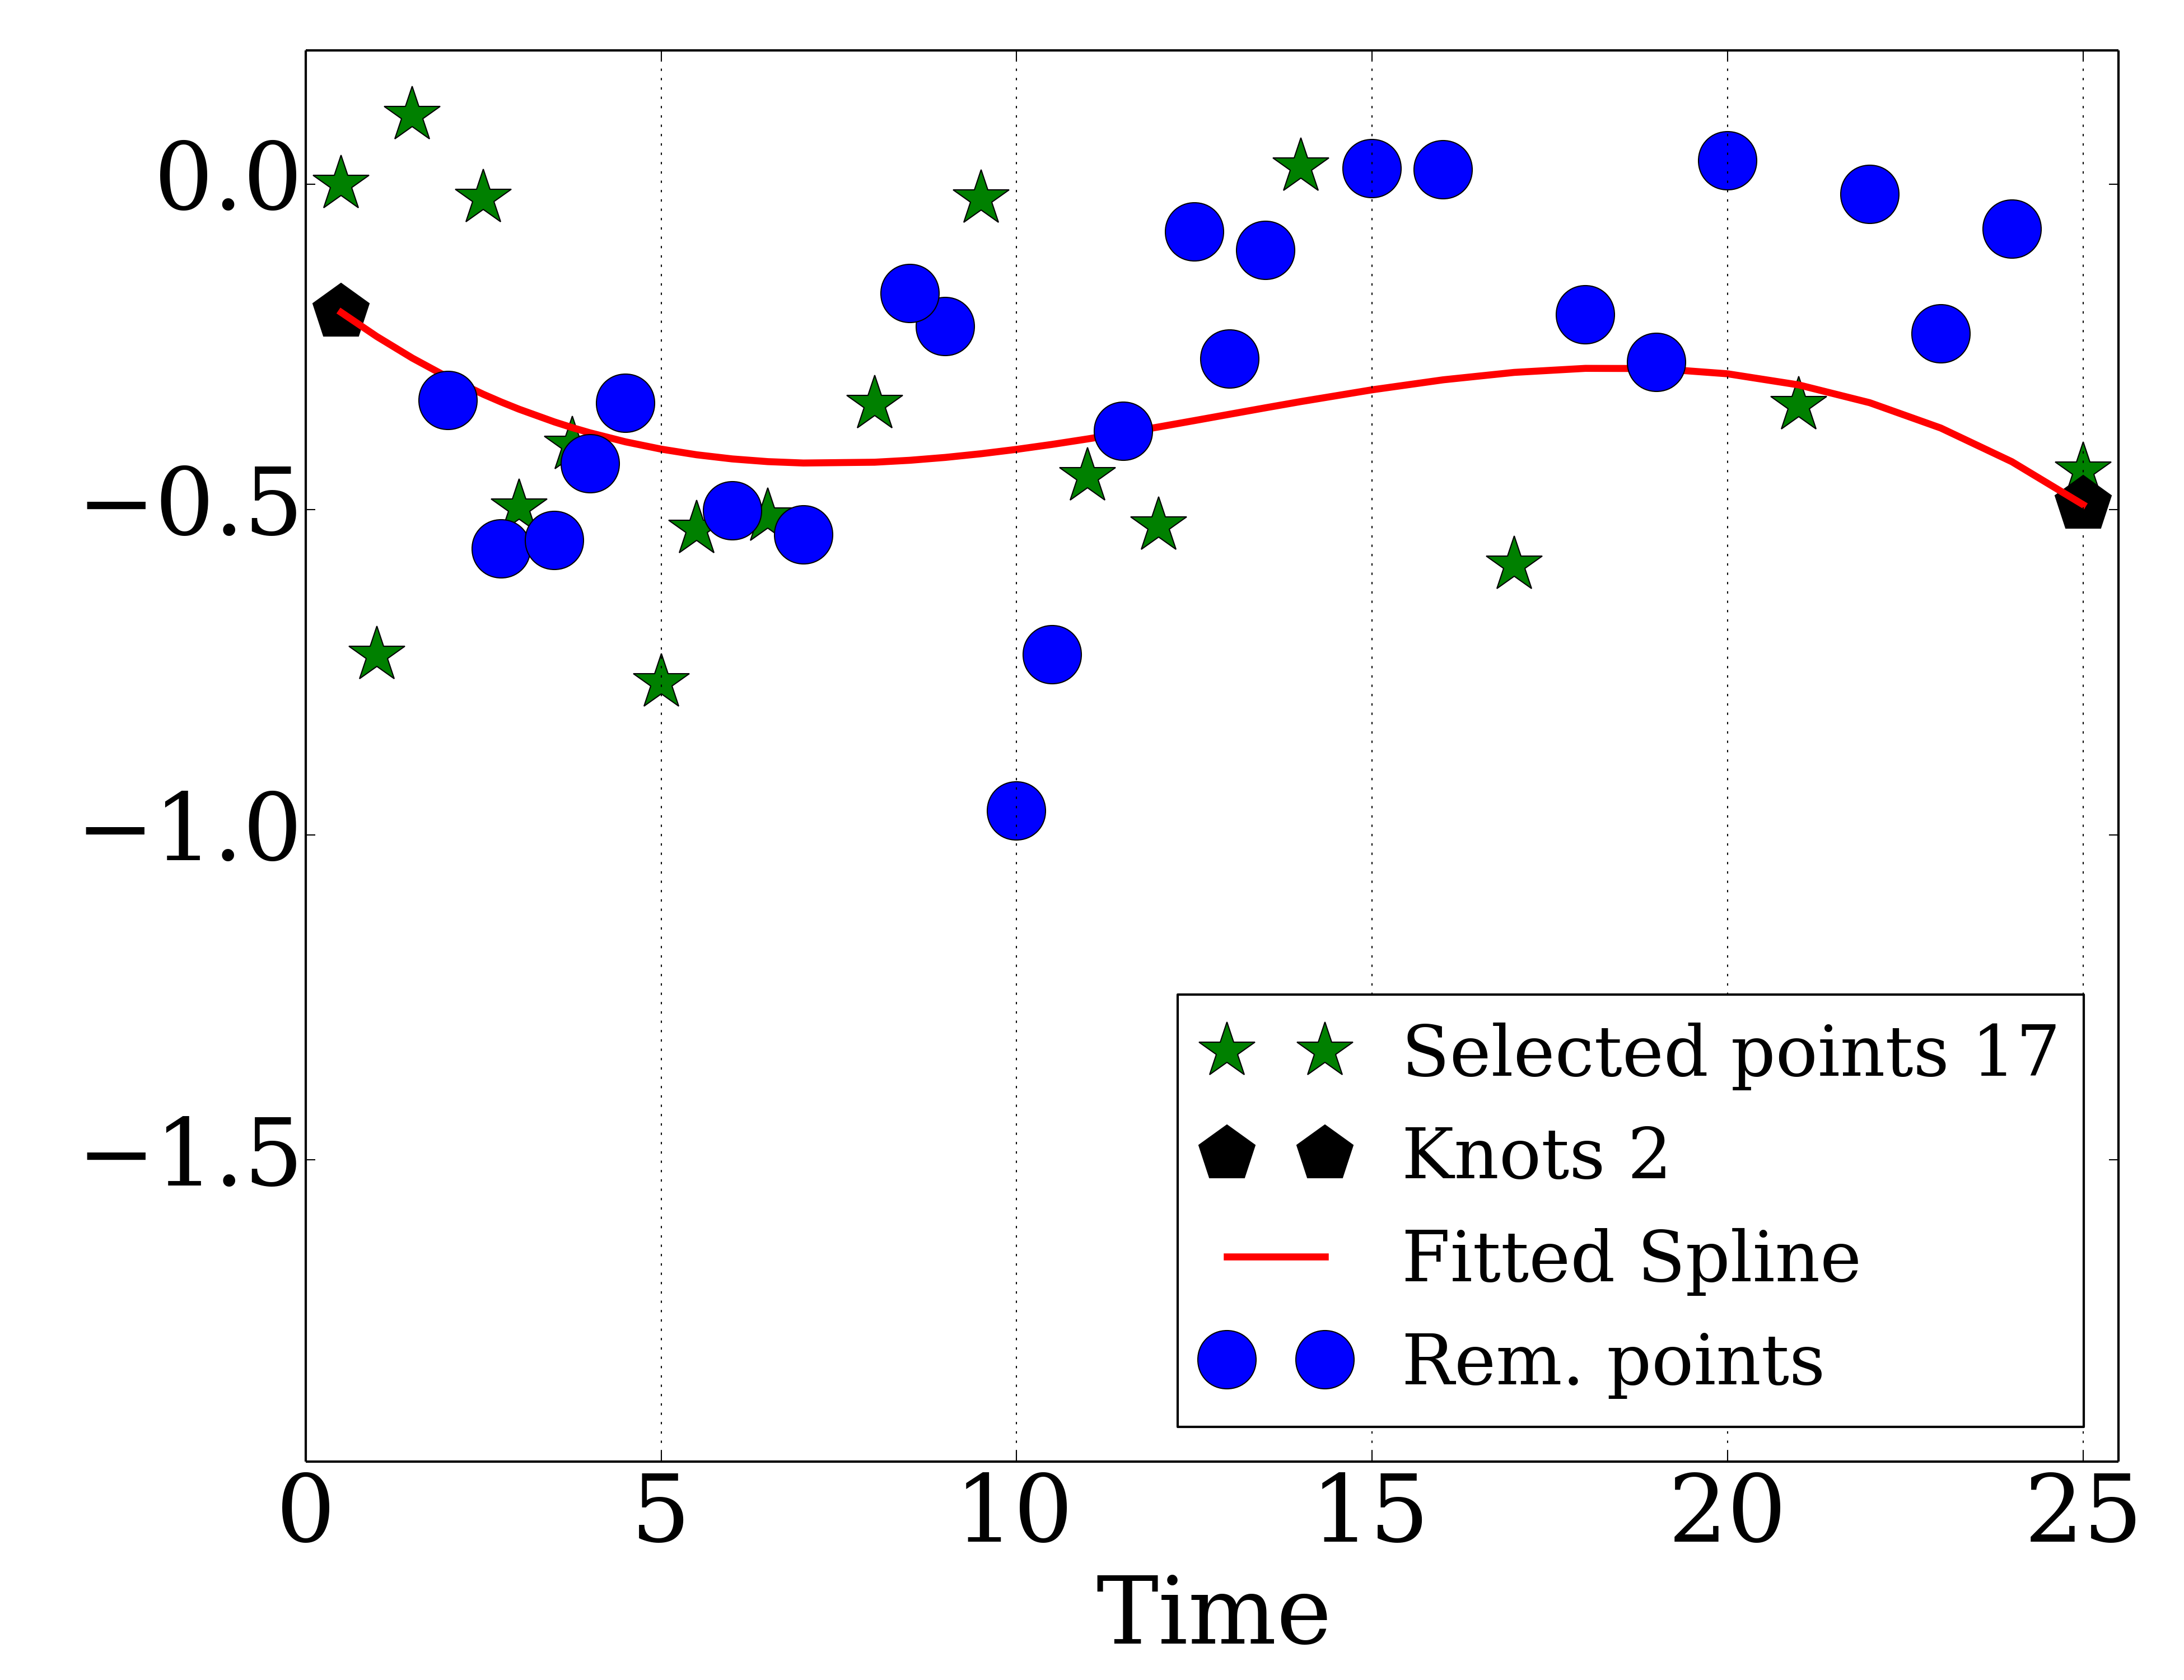 0.0
−0.5
−1.0
−1.5
0 5 10 15 20 25
Time
Selected points 17
Knots 2
Fitted Spline
Rem. points